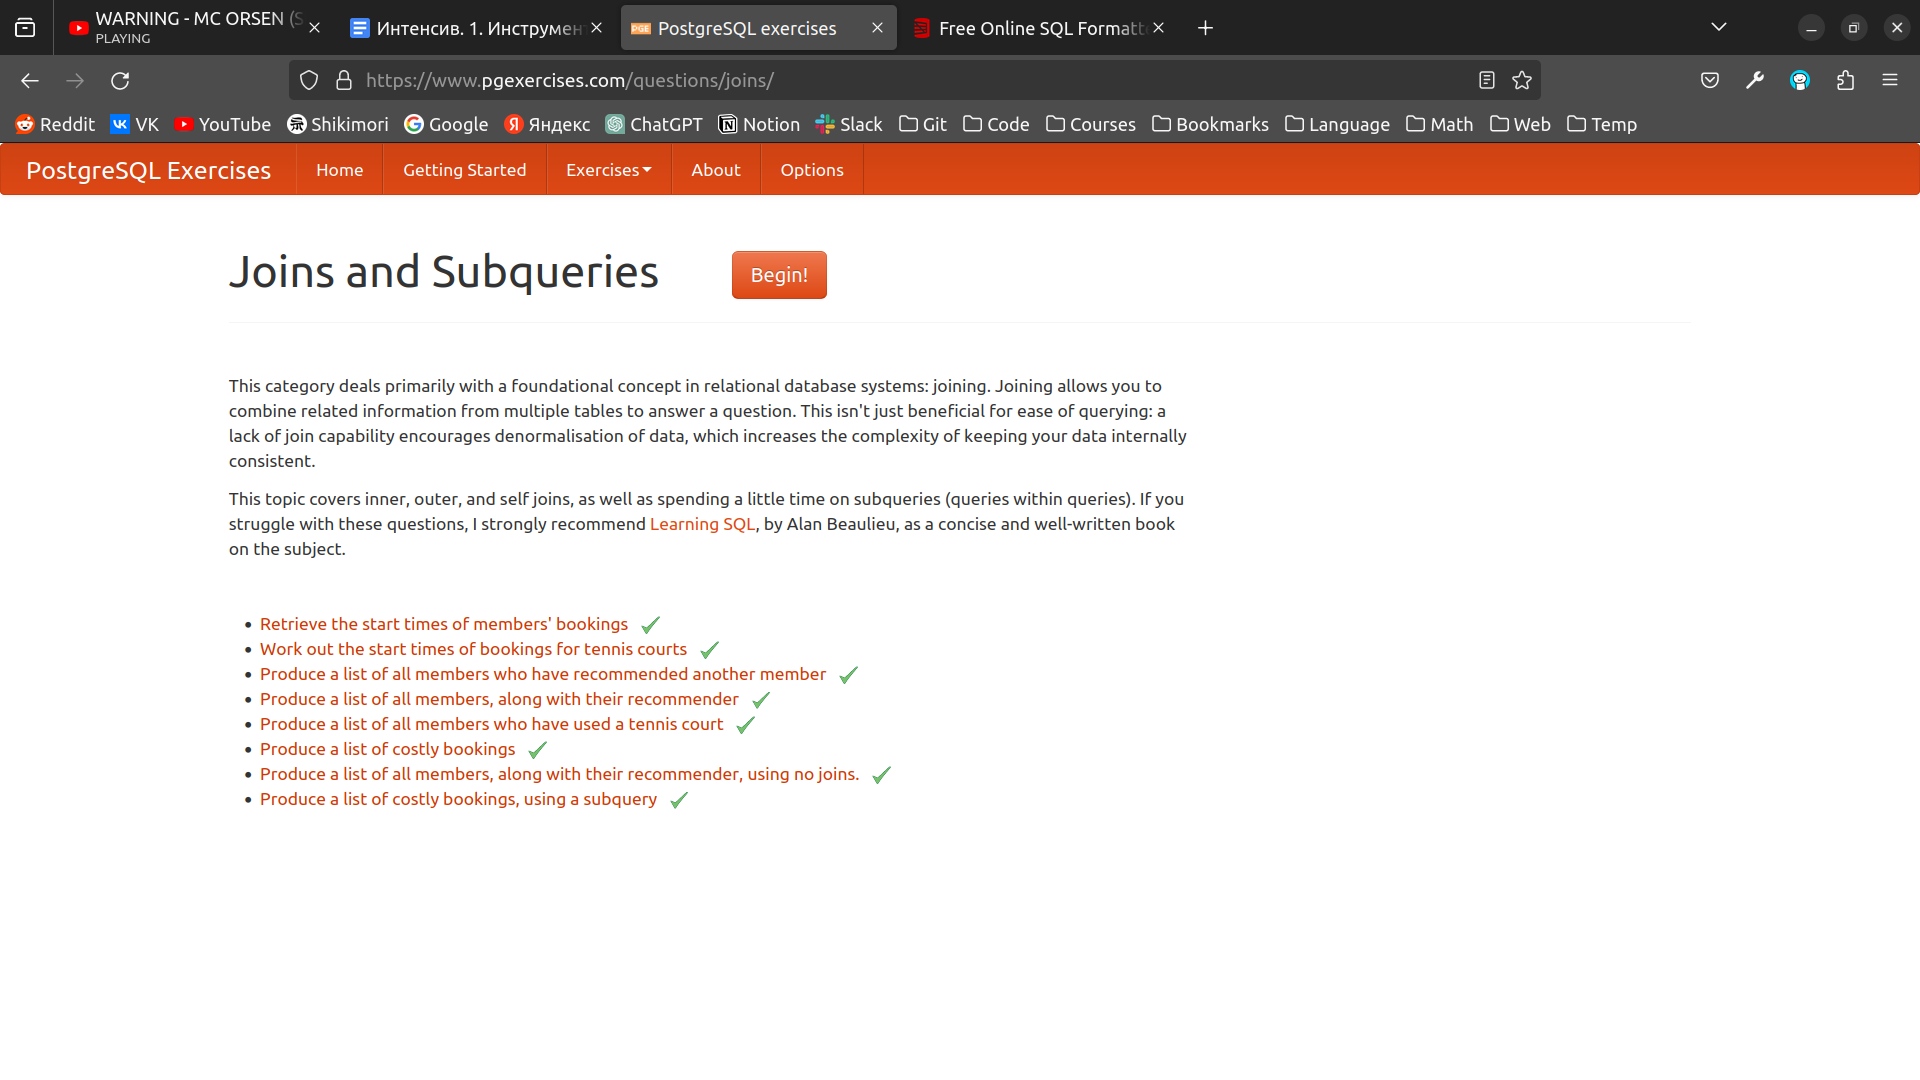 WARNING - MC ORSEN (S
PLAYING
Интенсив. 1. Инструмен
PGE PostgreSQL exercises
Free Online SQL Formatt
https://www.pgexercises.com/questions/joins/
Reddit VK YouTube Shikimori Google Яндекс ChatGPT Notion Slack Git Code Courses Bookmarks Language Math Web Temp
PostgreSQL Exercises Home Getting Started Exercises About Options
Joins and Subqueries Begin!
This category deals primarily with a foundational concept in relational database systems: joining. Joining allows you to
combine related information from multiple tables to answer a question. This isn't just beneficial for ease of querying: a
lack of join capability encourages denormalisation of data, which increases the complexity of keeping your data internally
consistent.
This topic covers inner, outer, and self joins, as well as spending a little time on subqueries (queries within queries). If you
struggle with these questions, I strongly recommend Learning SQL, by Alan Beaulieu, as a concise and well-written book
on the subject.
• Retrieve the start times of members' bookings
• Work out the start times of bookings for tennis courts
• Produce a list of all members who have recommended another member
• Produce a list of all members, along with their recommender
• Produce a list of all members who have used a tennis court
• Produce a list of costly bookings
• Produce a list of all members, along with their recommender, using no joins.
• Produce a list of costly bookings, using a subquery